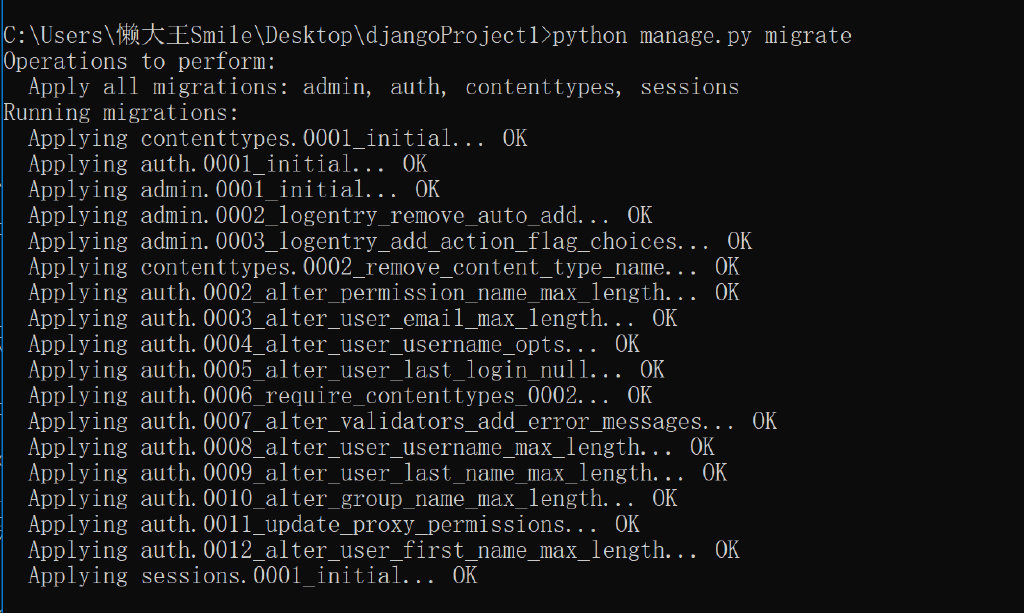 C:\Users\懒大王Smile\Desktop\djangoProject1>python manage.py migrate
Operations to perform:
  Apply all migrations: admin, auth, contenttypes, sessions
Running migrations:
  Applying contenttypes.0001_initial... OK
  Applying auth.0001_initial... OK
  Applying admin.0001_initial... OK
  Applying admin.0002_logentry_remove_auto_add... OK
  Applying admin.0003_logentry_add_action_flag_choices... OK
  Applying contenttypes.0002_remove_content_type_name... OK
  Applying auth.0002_alter_permission_name_max_length... OK
  Applying auth.0003_alter_user_email_max_length... OK
  Applying auth.0004_alter_user_username_opts... OK
  Applying auth.0005_alter_user_last_login_null... OK
  Applying auth.0006_require_contenttypes_0002... OK
  Applying auth.0007_alter_validators_add_error_messages... OK
  Applying auth.0008_alter_user_username_max_length... OK
  Applying auth.0009_alter_user_last_name_max_length... OK
  Applying auth.0010_alter_group_name_max_length... OK
  Applying auth.0011_update_proxy_permissions... OK
  Applying auth.0012_alter_user_first_name_max_length... OK
  Applying sessions.0001_initial... OK